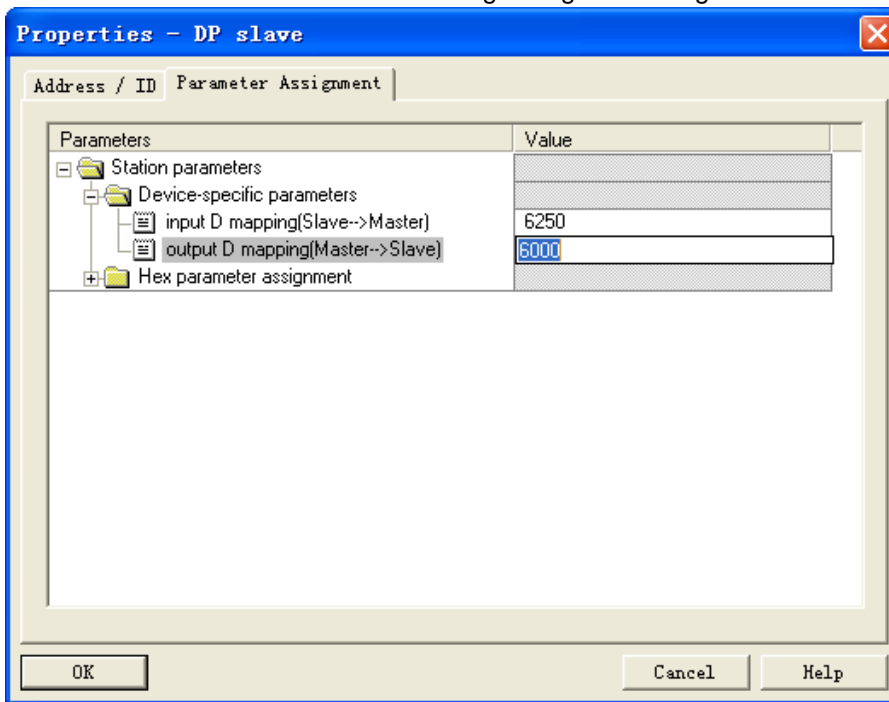 Properties - DP slave
Address / ID Parameter Assignment
Parameters Value
Station parameters
Device-specific parameters
input D mapping(Slave-->Master) 6250
output D mapping(Master-->Slave) 6000
Hex parameter assignment
OK Cancel Help